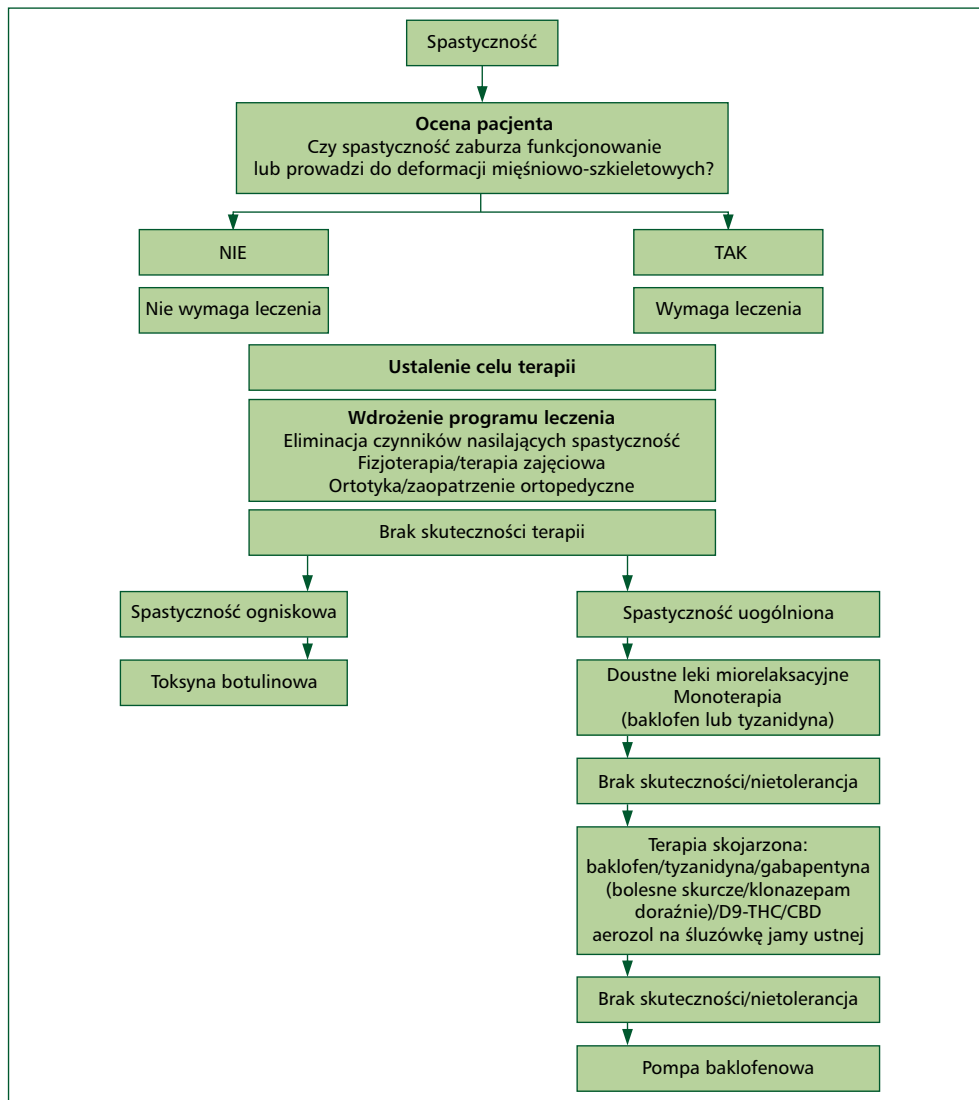 Spastyczność
Ocena pacjenta
Czy spastyczność zaburza funkcjonowanie
lub prowadzi do deformacji mięśniowo-szkieletowych?
NIE
TAK
Nie wymaga leczenia
Wymaga leczenia
Ustalenie celu terapii
Wdrożenie programu leczenia
Eliminacja czynników nasilających spastyczność
Fizjoterapia/terapia zajęciowa
Ortotyka/zaopatrzenie ortopedyczne
Brak skuteczności terapii
Spastyczność ogniskowa
Spastyczność uogólniona
Toksyna botulinowa
Doustne leki miorelaksacyjne
Monoterapia
(baklofen lub tyzanidyna)
Brak skuteczności/nietolerancja
Terapia skojarzona:
baklofen/tyzanidyna/gabapentyna
(bolesne skurcze/klonazepam
doraźnie)/D9-THC/CBD
aerozol na śluzówkę jamy ustnej
Brak skuteczności/nietolerancja
Pompa baklofenowa